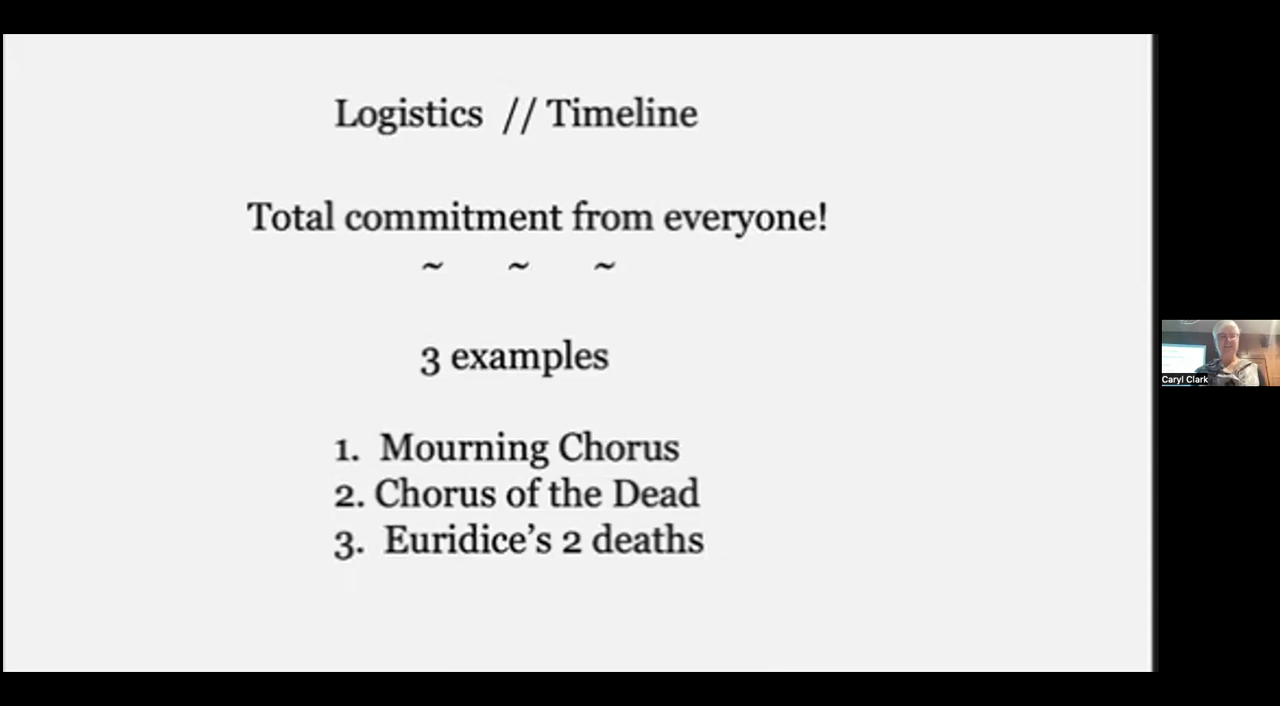 Logistics // Timeline
Total commitment from everyone!
~ ~ ~
3 examples
1. Mourning Chorus
2. Chorus of the Dead
3. Euridice’s 2 deaths
Caryl Clark